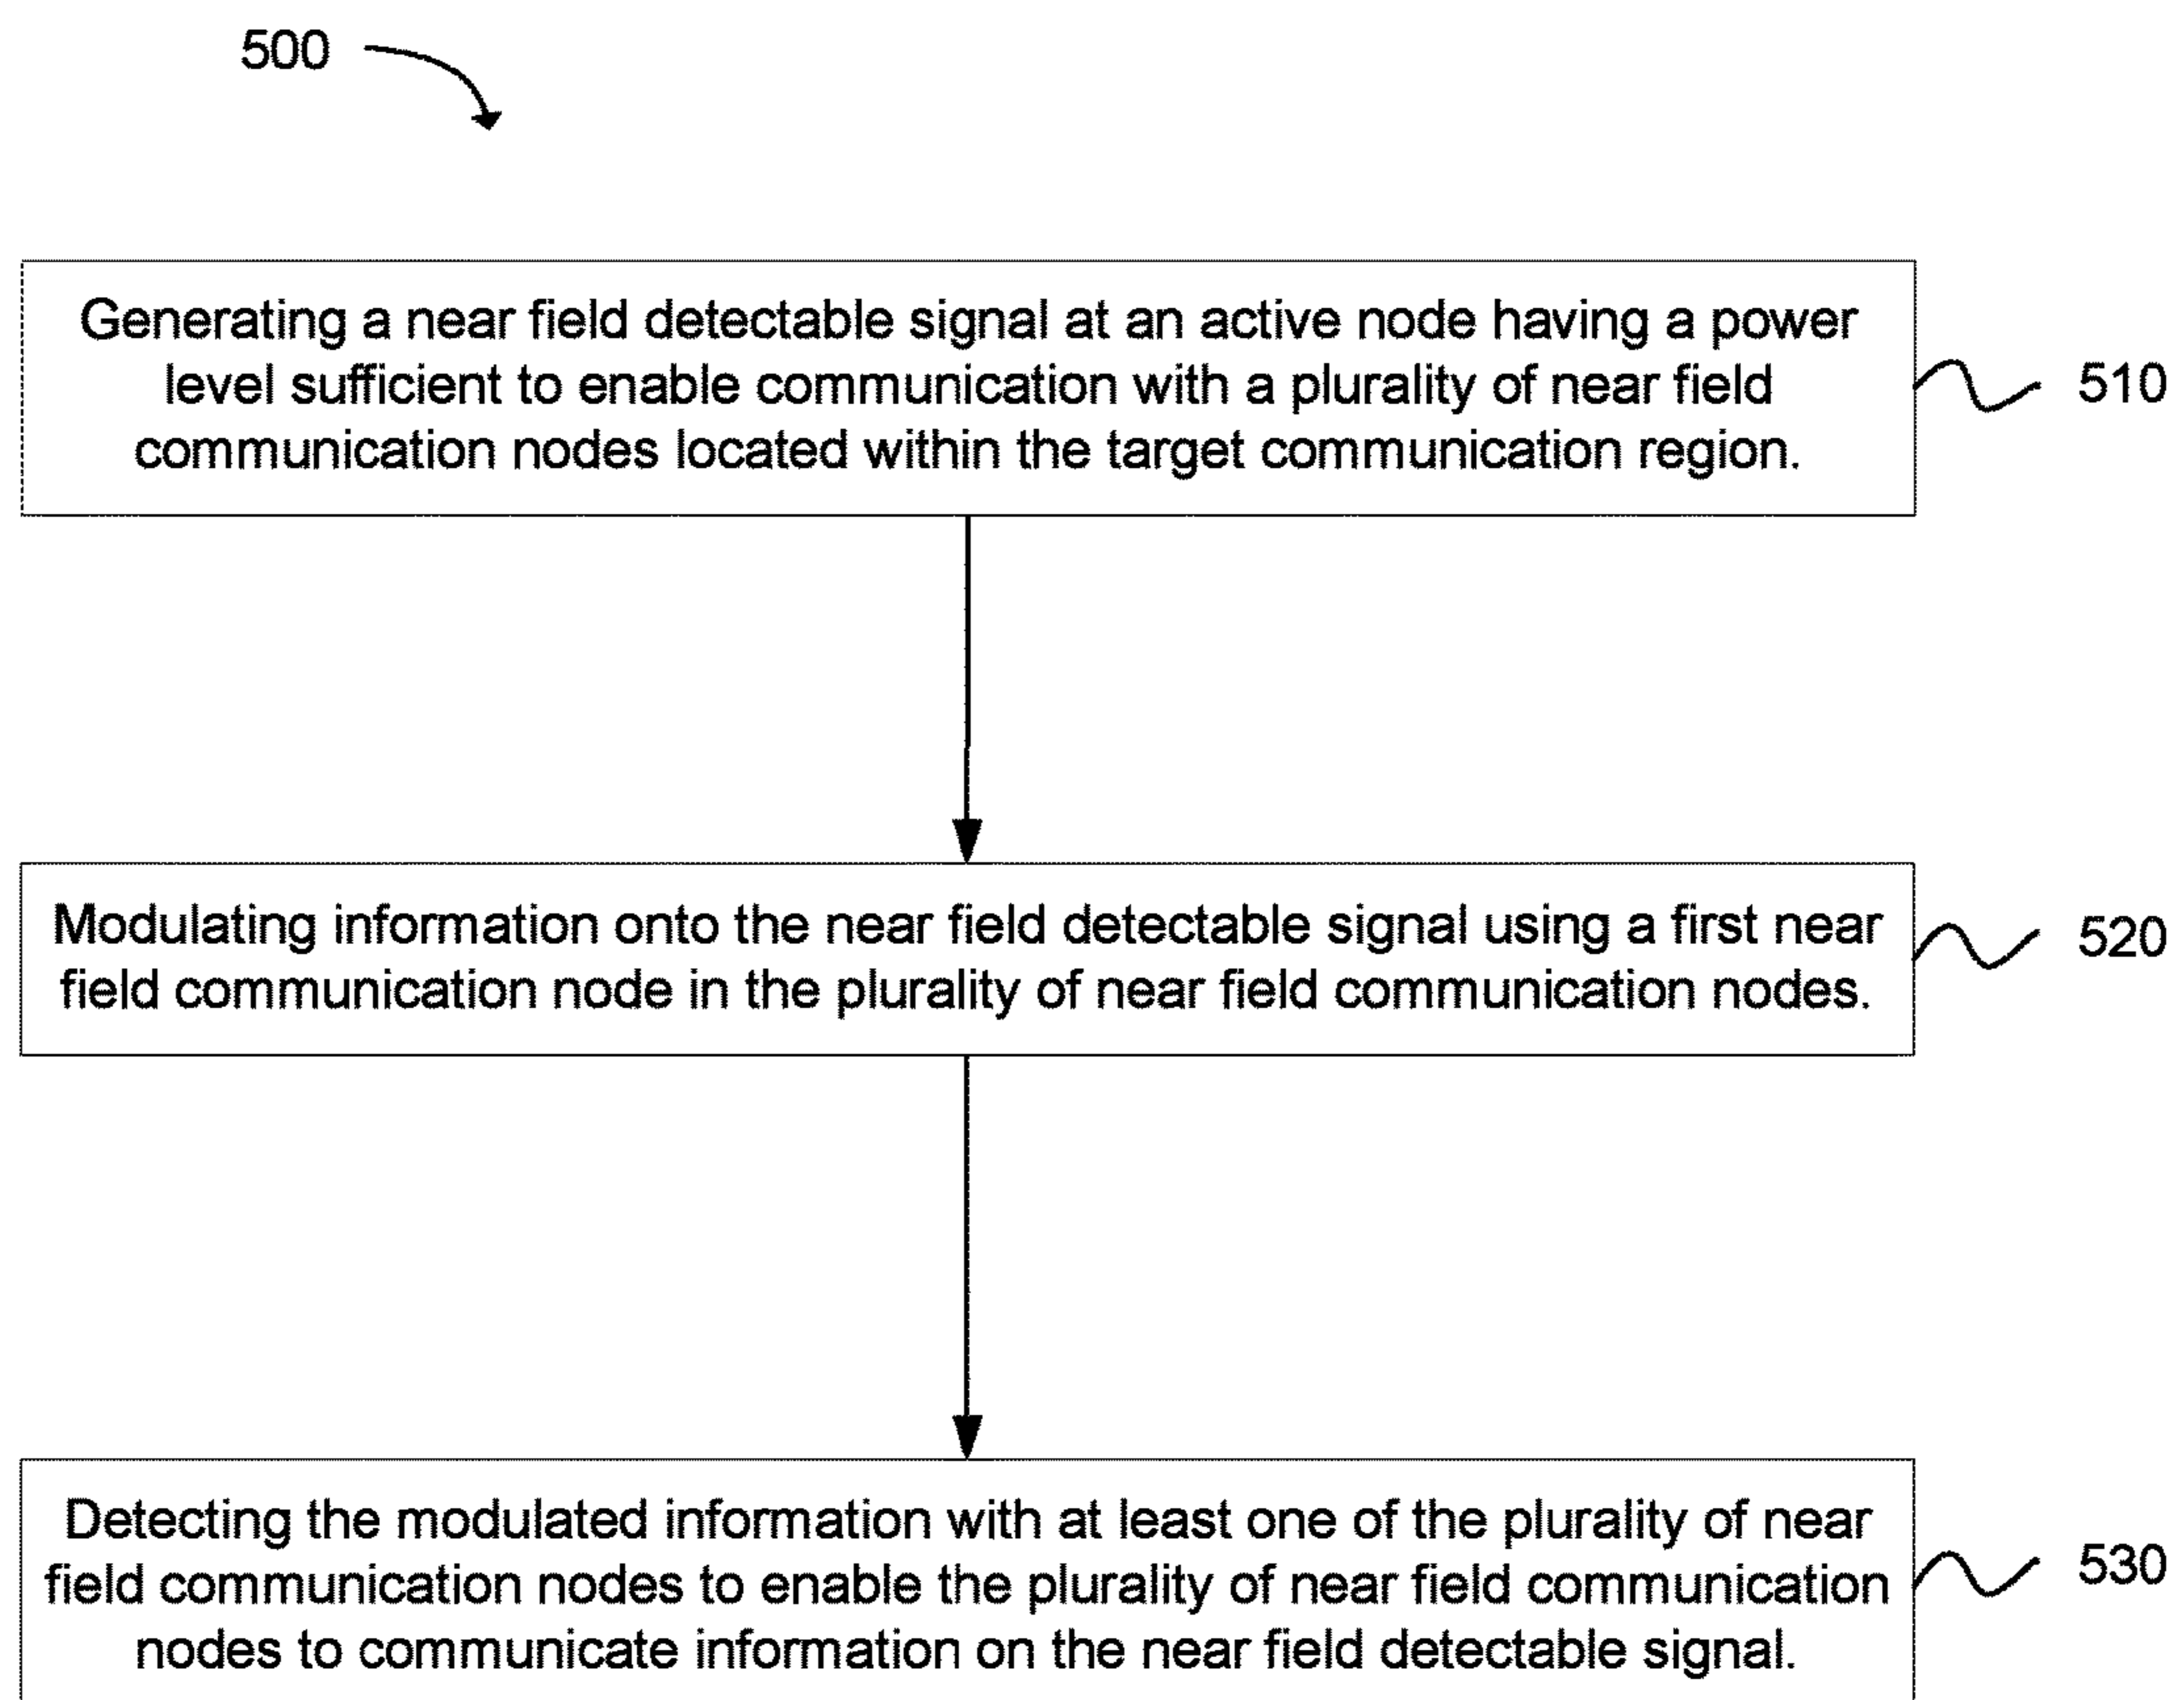 500
Generating a near field detectable signal at an active node having a power
level sufficient to enable communication with a plurality of near field
communication nodes located within the target communication region.
510
Modulating information onto the near field detectable signal using a first near
field communication node in the plurality of near field communication nodes.
520
Detecting the modulated information with at least one of the plurality of near
field communication nodes to enable the plurality of near field communication
nodes to communicate information on the near field detectable signal.
530